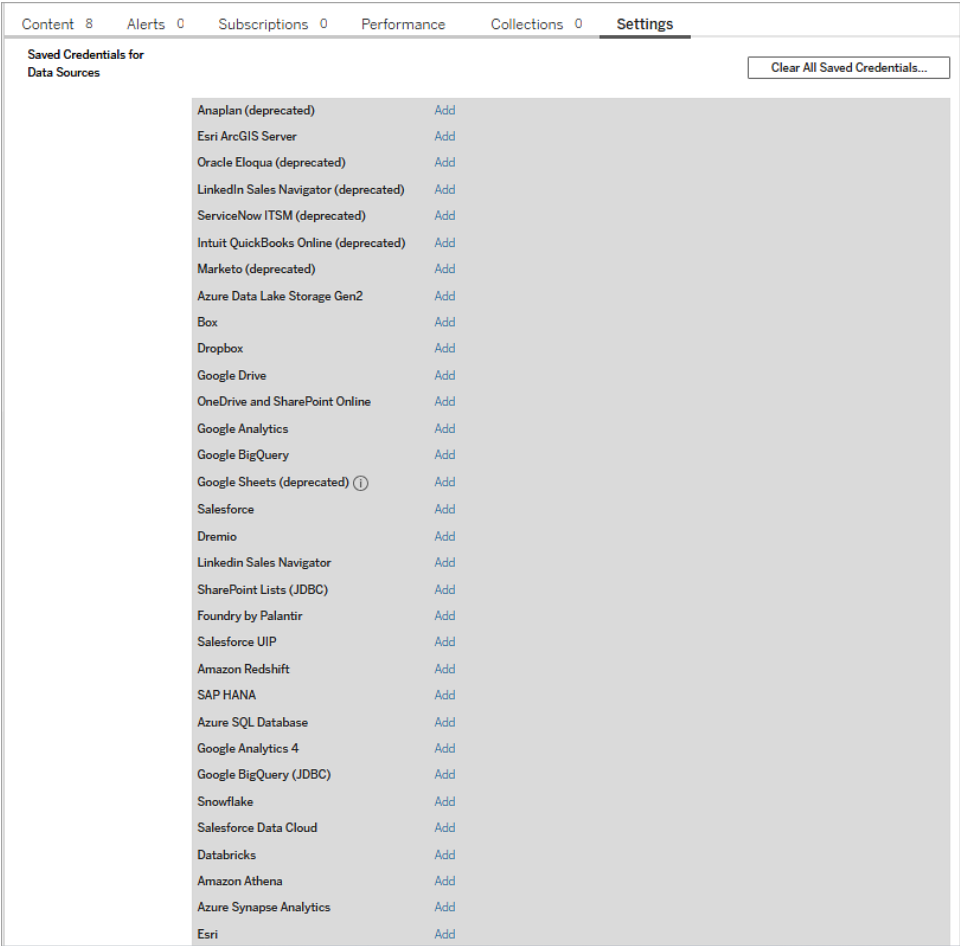 Content 8 Alerts 0 Subscriptions 0 Performance Collections 0 Settings
Saved Credentials for
Data Sources
Clear All Saved Credentials...
Anaplan (deprecated) Add
Esri ArcGIS Server Add
Oracle Eloqua (deprecated) Add
LinkedIn Sales Navigator (deprecated) Add
ServiceNow ITSM (deprecated) Add
Intuit QuickBooks Online (deprecated) Add
Marketo (deprecated) Add
Azure Data Lake Storage Gen2 Add
Box Add
Dropbox Add
Google Drive Add
OneDrive and SharePoint Online Add
Google Analytics Add
Google BigQuery Add
Google Sheets (deprecated) Add
Salesforce Add
Dremio Add
Linkedin Sales Navigator Add
SharePoint Lists (JDBC) Add
Foundry by Palantir Add
Salesforce UIP Add
Amazon Redshift Add
SAP HANA Add
Azure SQL Database Add
Google Analytics 4 Add
Google BigQuery (JDBC) Add
Snowflake Add
Salesforce Data Cloud Add
Databricks Add
Amazon Athena Add
Azure Synapse Analytics Add
Esri Add